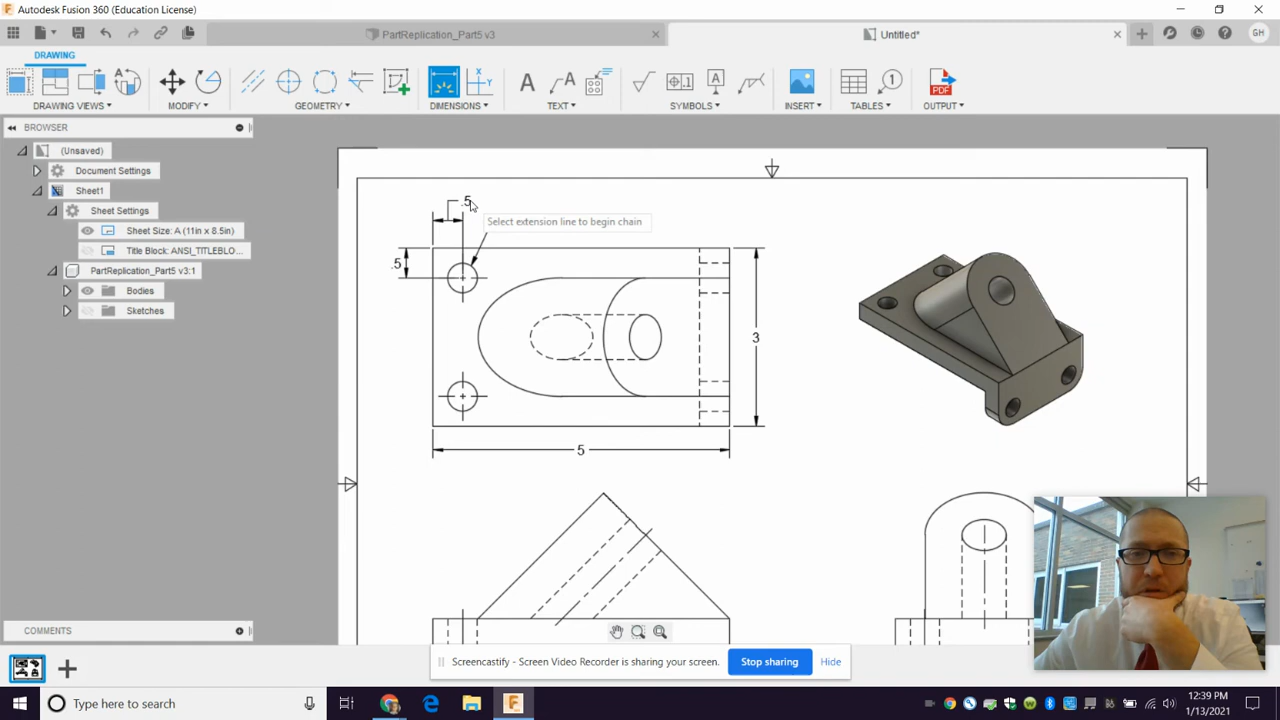 Autodesk Fusion 360 (Education License)
PartReplication_Part5 v3
Untitled*
GH
DRAWING
DRAWING VIEWS
MODIFY
GEOMETRY
DIMENSIONS
TEXT
SYMBOLS
INSERT
TABLES
OUTPUT
PDF
BROWSER
(Unsaved)
Document Settings
Sheet1
Sheet Settings
Sheet Size: A (11in x 8.5in)
Title Block: ANSI_TITLEBLO...
PartReplication_Part5 v3:1
Bodies
Sketches
.5
Select extension line to begin chain
.5
3
5
COMMENTS
Screencastify - Screen Video Recorder is sharing your screen.
Stop sharing
Hide
Type here to search
12:39 PM
1/13/2021